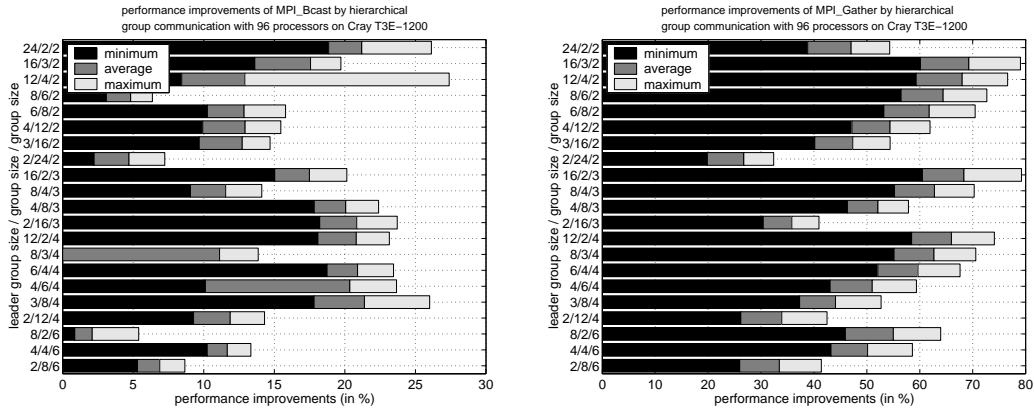 performance improvements of MPI_Bcast by hierarchical
group communication with 96 processors on Cray T3E−1200
leader group size / group size / group size
24/2/2
16/3/2
12/4/2
8/6/2
6/8/2
4/12/2
3/16/2
2/24/2
16/2/3
8/4/3
4/8/3
2/16/3
12/2/4
8/3/4
6/4/4
4/6/4
3/8/4
2/12/4
8/2/6
4/4/6
2/8/6
minimum
average
maximum
0 5 10 15 20 25 30
performance improvements (in %)
performance improvements of MPI_Gather by hierarchical
group communication with 96 processors on Cray T3E−1200
leader group size / group size / group size
24/2/2
16/3/2
12/4/2
8/6/2
6/8/2
4/12/2
3/16/2
2/24/2
16/2/3
8/4/3
4/8/3
2/16/3
12/2/4
8/3/4
6/4/4
4/6/4
3/8/4
2/12/4
8/2/6
4/4/6
2/8/6
minimum
average
maximum
0 10 20 30 40 50 60 70 80
performance improvements (in %)